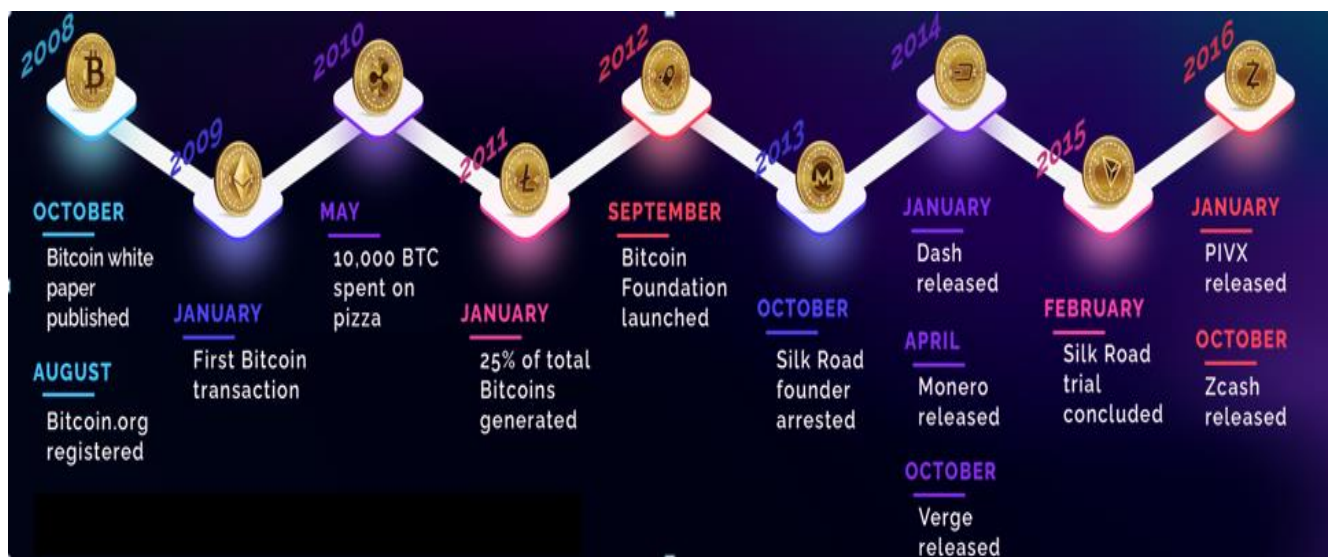 2008
OCTOBER
Bitcoin white
paper
published
AUGUST
Bitcoin.org
registered
2009
JANUARY
First Bitcoin
transaction
2010
MAY
10,000 BTC
spent on
pizza
2011
JANUARY
25% of total
Bitcoins
generated
2012
SEPTEMBER
Bitcoin
Foundation
launched
2013
OCTOBER
Silk Road
founder
arrested
2014
JANUARY
Dash
released
APRIL
Monero
released
OCTOBER
Verge
released
2015
FEBRUARY
Silk Road
trial
concluded
2016
JANUARY
PIVX
released
OCTOBER
Zcash
released